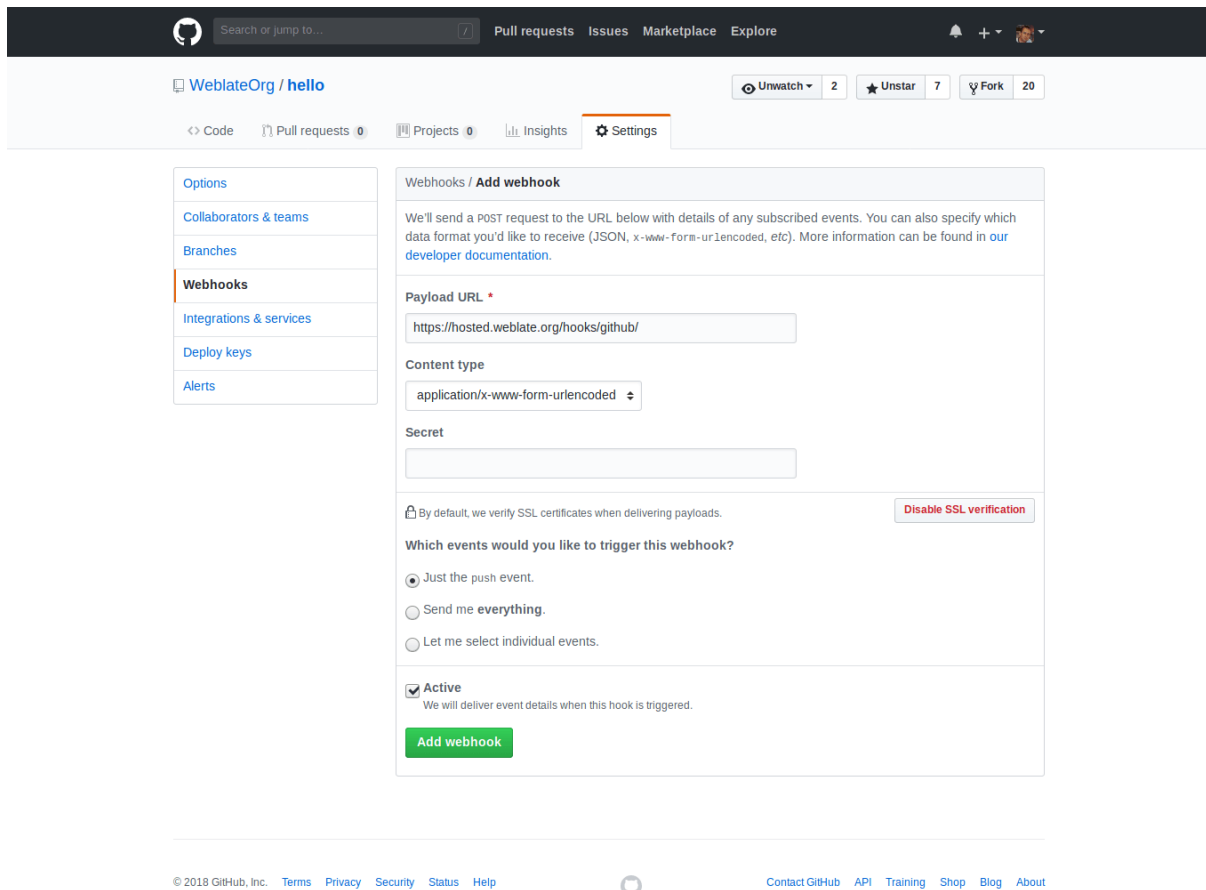 Search or jump to… / Pull requests Issues Marketplace Explore
WeblateOrg / hello Unwatch 2 Unstar 7 Fork 20
Code Pull requests 0 Projects 0 Insights Settings
Options
Collaborators & teams
Branches
Webhooks
Integrations & services
Deploy keys
Alerts
Webhooks / Add webhook
We'll send a POST request to the URL below with details of any subscribed events. You can also specify which
data format you'd like to receive (JSON, x-www-form-urlencoded, etc). More information can be found in our
developer documentation.
Payload URL *
https://hosted.weblate.org/hooks/github/
Content type
application/x-www-form-urlencoded
Secret
By default, we verify SSL certificates when delivering payloads. Disable SSL verification
Which events would you like to trigger this webhook?
Just the push event.
Send me everything.
Let me select individual events.
Active
We will deliver event details when this hook is triggered.
Add webhook
© 2018 GitHub, Inc. Terms Privacy Security Status Help Contact GitHub API Training Shop Blog About